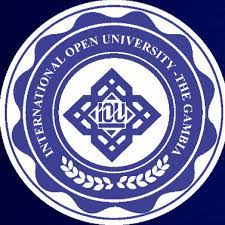 INTERNATIONAL OPEN UNIVERSITY - THE GAMBIA
IOU